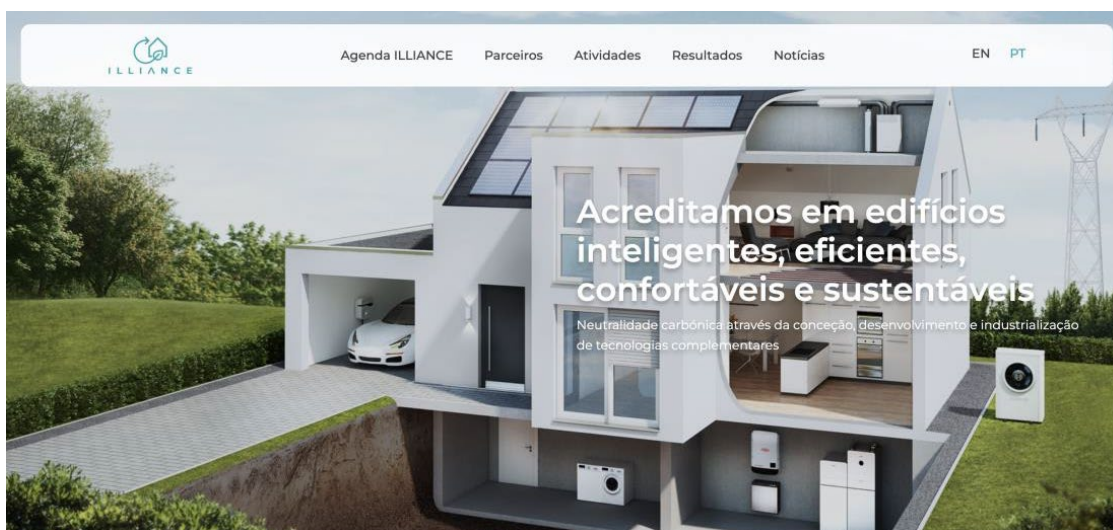 ILLIANCE
Agenda ILLIANCE
Parceiros
Atividades
Resultados
Notícias
EN
PT
Acreditamos em edifícios
inteligentes, eficientes,
confortáveis e sustentáveis
Neutralidade carbónica através da conceção, desenvolvimento e industrialização
de tecnologias complementares